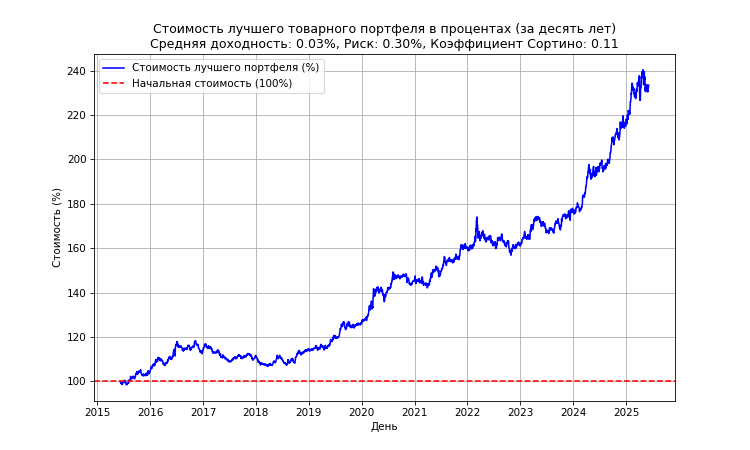 Стоимость лучшего товарного портфеля в процентах (за десять лет)
Средняя доходность: 0.03%, Риск: 0.30%, Коэффициент Сортино: 0.11
Стоимость лучшего портфеля (%)
Начальная стоимость (100%)
Стоимость (%)
240
220
200
180
160
140
120
100
2015 2016 2017 2018 2019 2020 2021 2022 2023 2024 2025
День